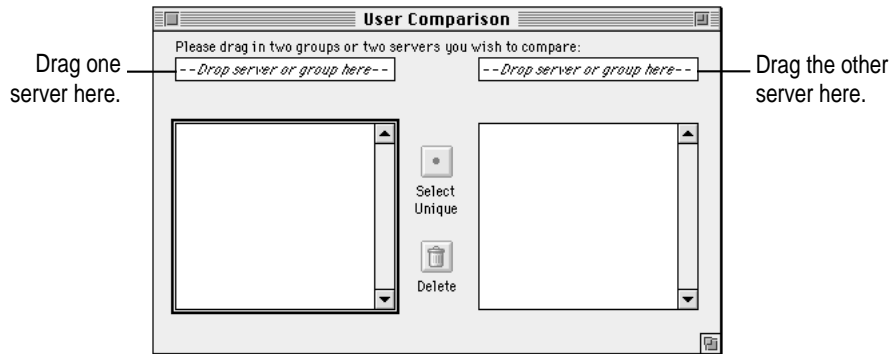 User Comparison
Please drag in two groups or two servers you wish to compare:
--Drop server or group here--
--Drop server or group here--
Drag one
server here.
Drag the other
server here.
Select
Unique
Delete